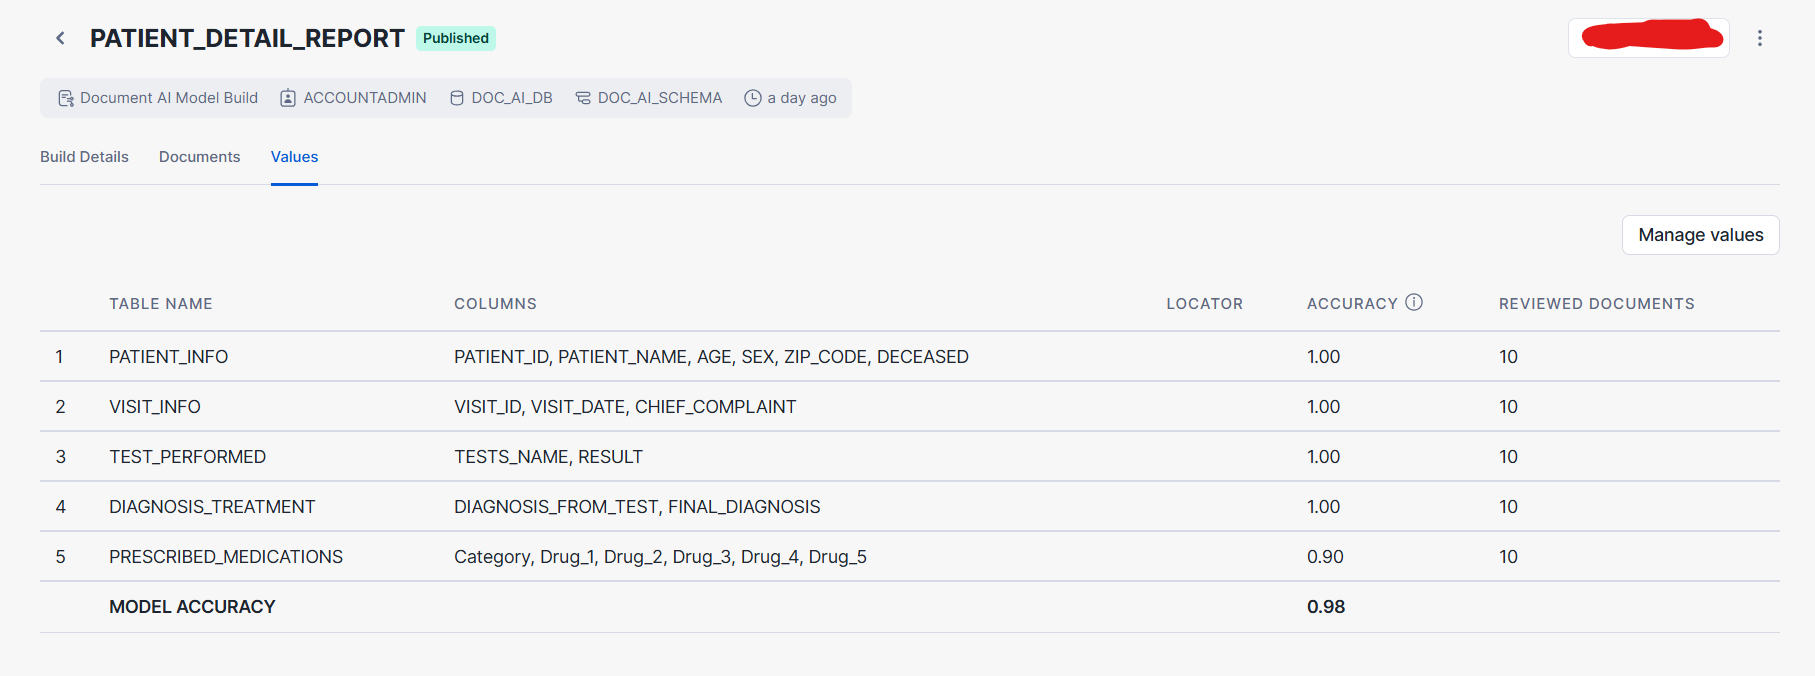 PATIENT_DETAIL_REPORT Published
Document AI Model Build ACCOUNTADMIN DOC_AI_DB DOC_AI_SCHEMA a day ago
Build Details Documents Values
Manage values
TABLE NAME COLUMNS LOCATOR ACCURACY REVIEWED DOCUMENTS
1 PATIENT_INFO PATIENT_ID, PATIENT_NAME, AGE, SEX, ZIP_CODE, DECEASED 1.00 10
2 VISIT_INFO VISIT_ID, VISIT_DATE, CHIEF_COMPLAINT 1.00 10
3 TEST_PERFORMED TESTS_NAME, RESULT 1.00 10
4 DIAGNOSIS_TREATMENT DIAGNOSIS_FROM_TEST, FINAL_DIAGNOSIS 1.00 10
5 PRESCRIBED_MEDICATIONS Category, Drug_1, Drug_2, Drug_3, Drug_4, Drug_5 0.90 10
MODEL ACCURACY 0.98